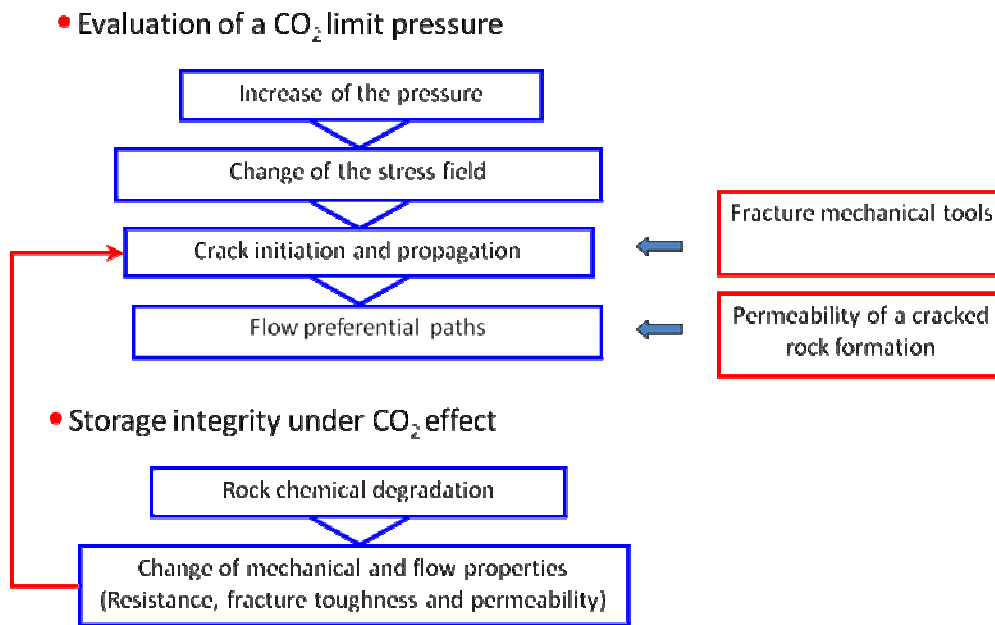 • Evaluation of a CO₂ limit pressure
Increase of the pressure
Change of the stress field
Fracture mechanical tools
Crack initiation and propagation
Permeability of a cracked
rock formation
Flow preferential paths
• Storage integrity under CO₂ effect
Rock chemical degradation
Change of mechanical and flow properties
(Resistance, fracture toughness and permeability)